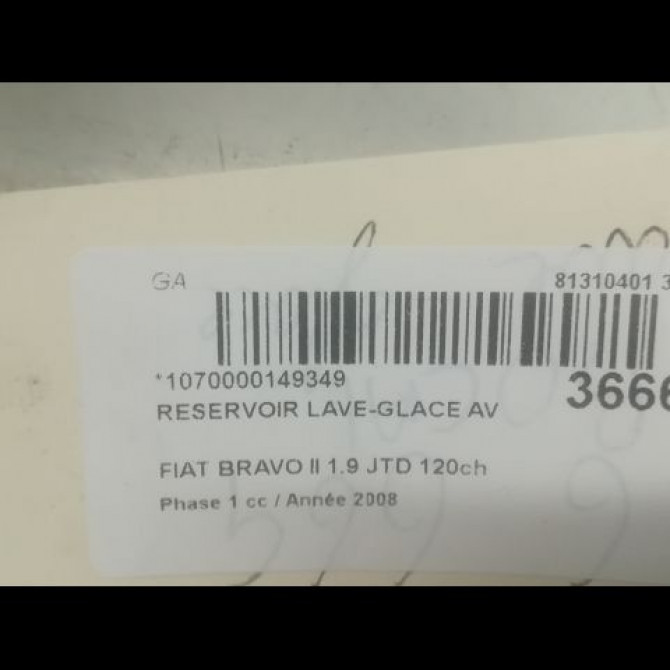 GA 81310401 3
*1070000149349 3666
RESERVOIR LAVE-GLACE AV
FIAT BRAVO II 1.9 JTD 120ch
Phase 1 cc / Année 2008